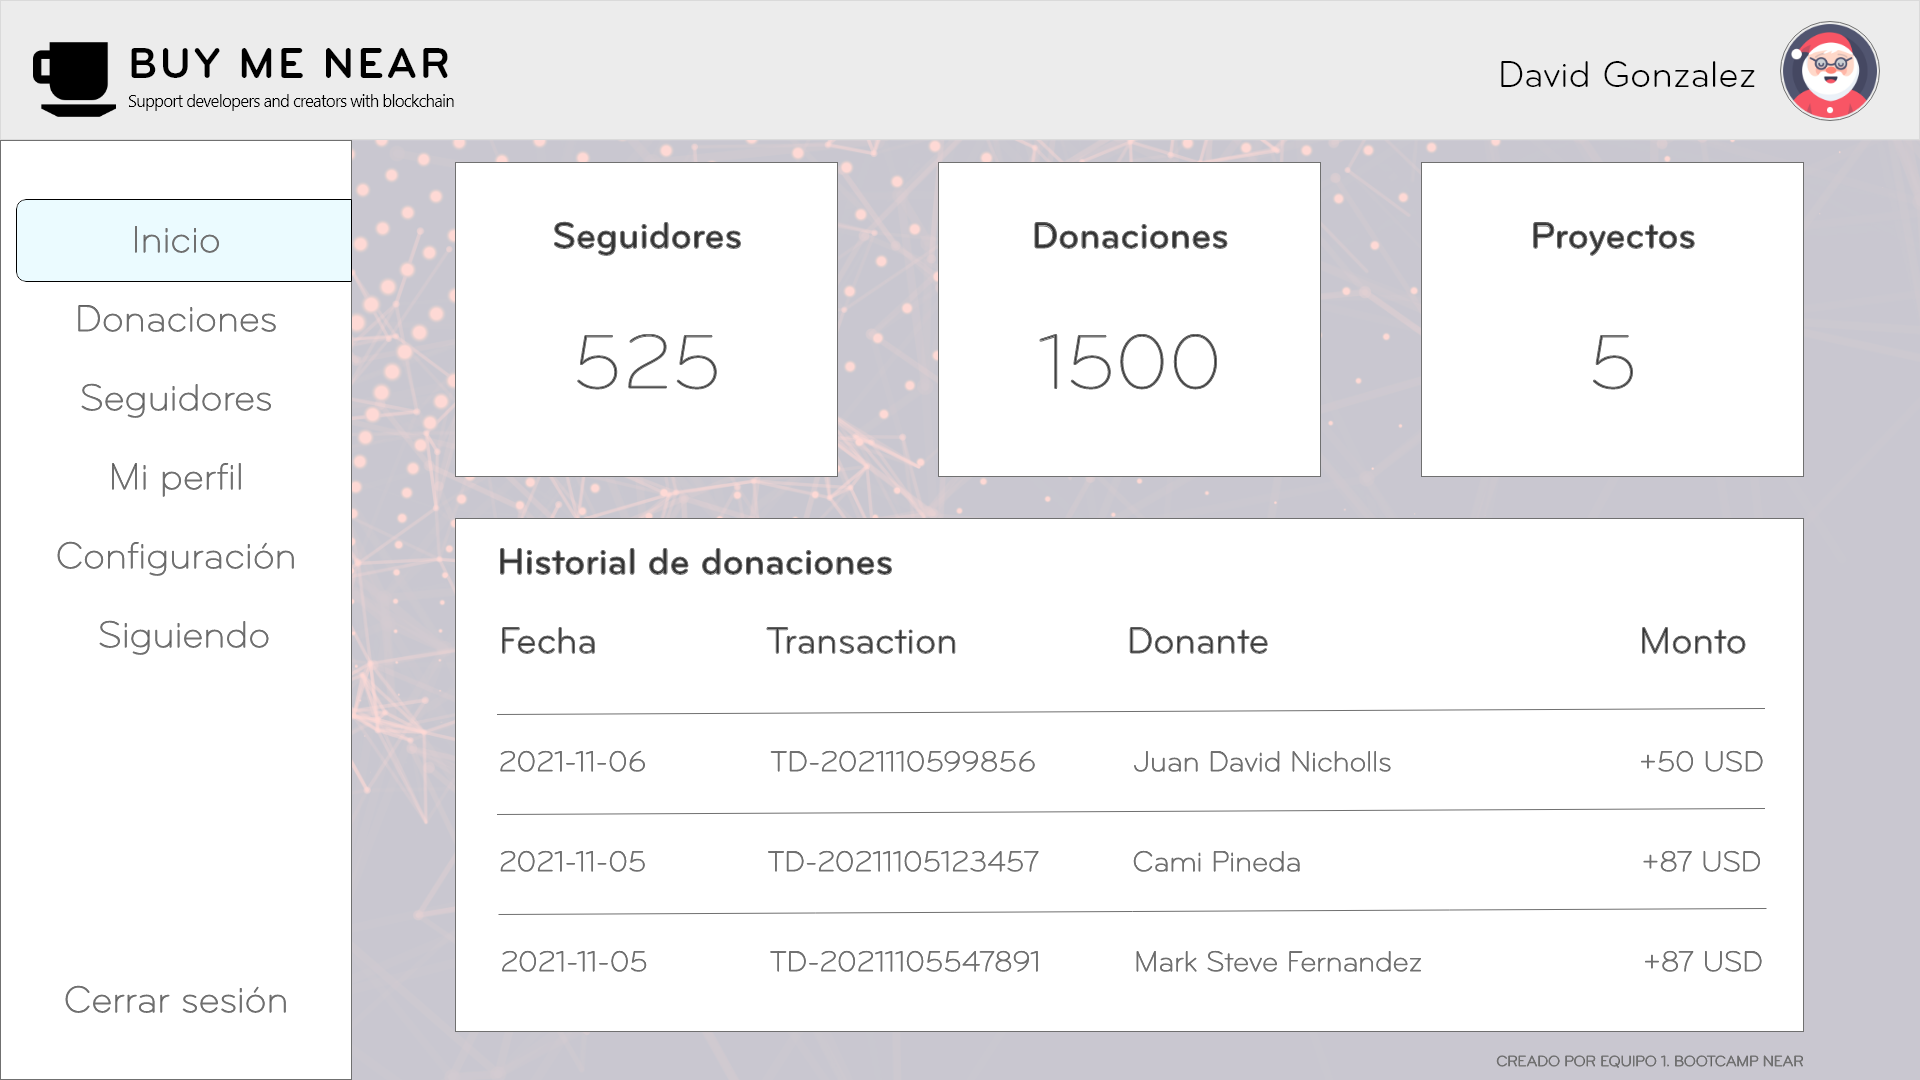 BUY ME NEAR
Support developers and creators with blockchain
David Gonzalez
Inicio
Donaciones
Seguidores
Mi perfil
Configuración
Siguiendo
Cerrar sesión
Seguidores
525
Donaciones
1500
Proyectos
5
Historial de donaciones
Fecha Transaction Donante Monto
2021-11-06 TD-2021110599856 Juan David Nicholls +50 USD
2021-11-05 TD-20211105123457 Cami Pineda +87 USD
2021-11-05 TD-20211105547891 Mark Steve Fernandez +87 USD
CREADO POR EQUIPO 1. BOOTCAMP NEAR